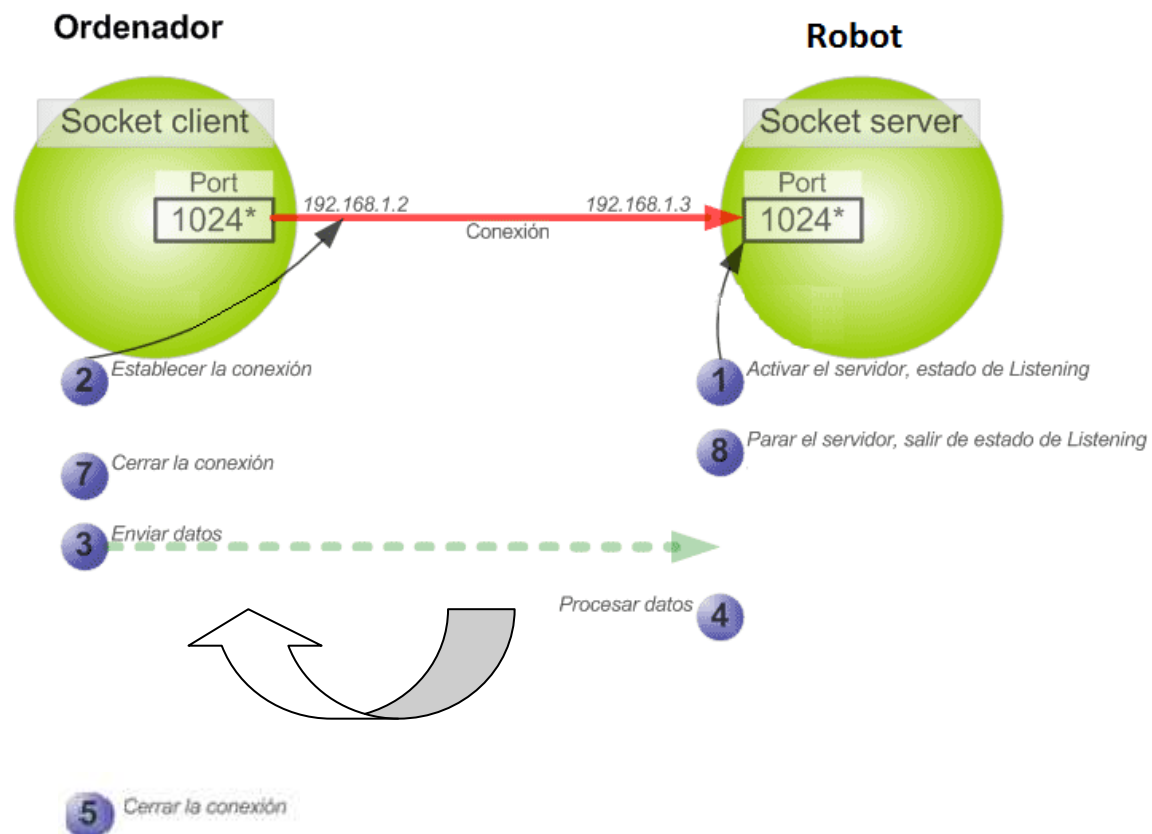 Ordenador
Robot
Socket client
Socket server
Port
1024*
Port
1024*
192.168.1.2
192.168.1.3
Conexión
2 Establecer la conexión
1 Activar el servidor, estado de Listening
8 Parar el servidor, salir de estado de Listening
7 Cerrar la conexión
3 Enviar datos
Procesar datos 4
5 Cerrar la conexión